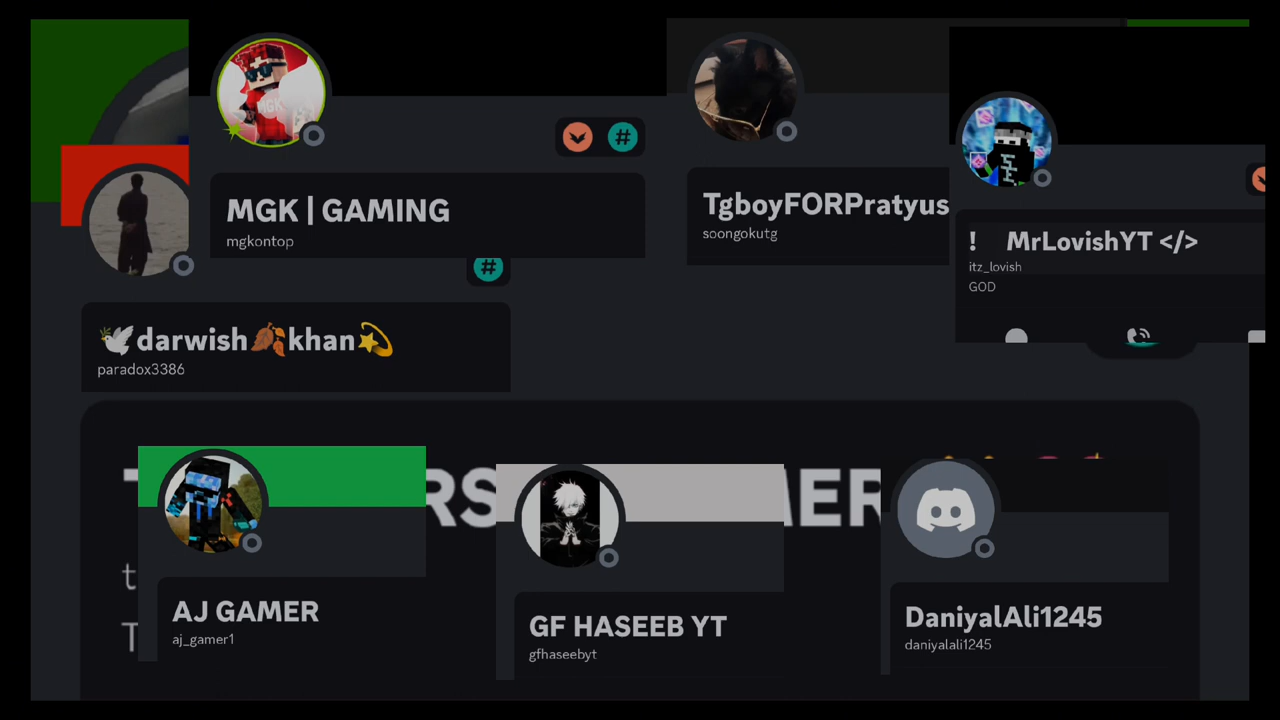 MGK | GAMING
mgkontop
TgboyFORPratyus
soongokutg
! MrLovishYT </>
itz_lovish
GOD
🕊️darwish🍂khan💫
paradox3386
AJ GAMER
aj_gamer1
GF HASEEB YT
gfhaseebyt
DaniyalAli1245
daniyalali1245